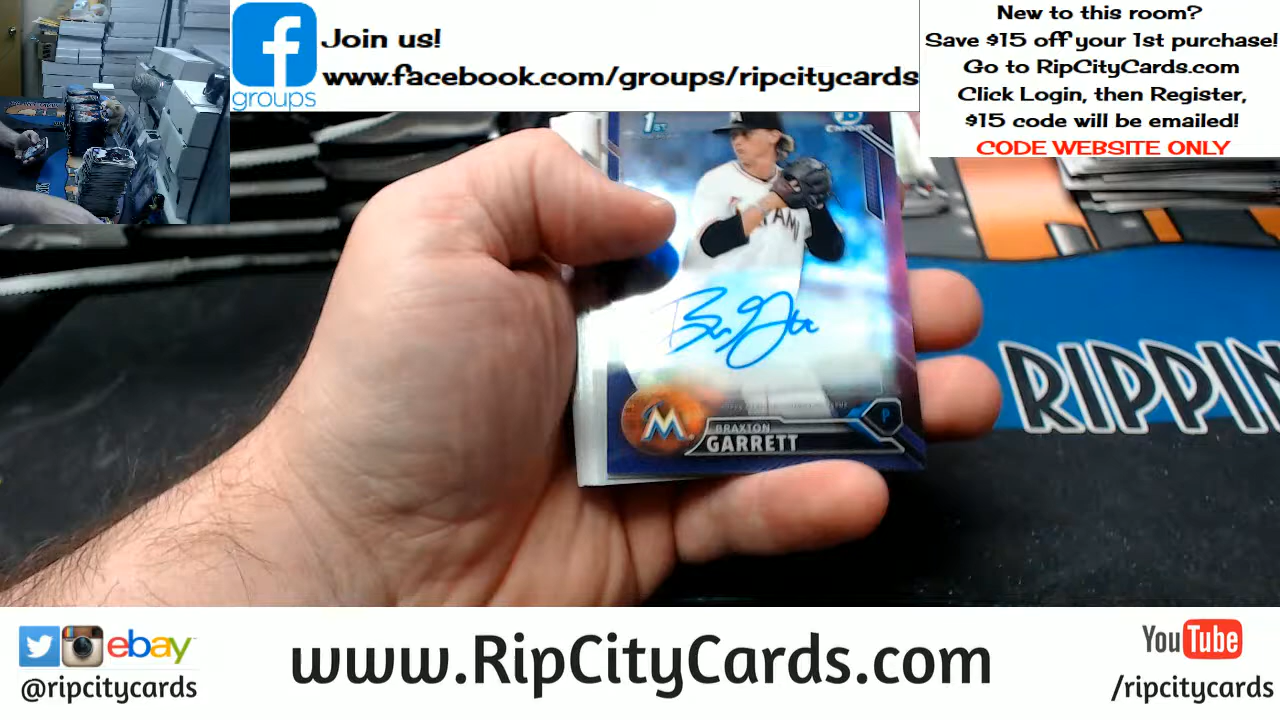 groups
Join us!
www.facebook.com/groups/ripcitycards
New to this room?
Save $15 off your 1st purchase!
Go to RipCityCards.com
Click Login, then Register,
$15 code will be emailed!
CODE WEBSITE ONLY
1ST
CHROME
BRAXTON
GARRETT
P
RIPPIN
ebay
@ripcitycards
www.RipCityCards.com
YouTube
/ripcitycards